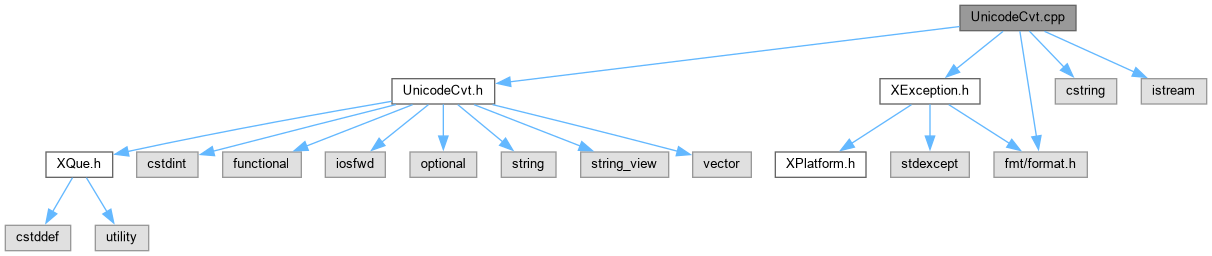 UnicodeCvt.cpp
UnicodeCvt.h
XException.h
cstring
istream
XQue.h
cstdint
functional
iosfwd
optional
string
string_view
vector
XPlatform.h
stdexcept
fmt/format.h
cstddef
utility